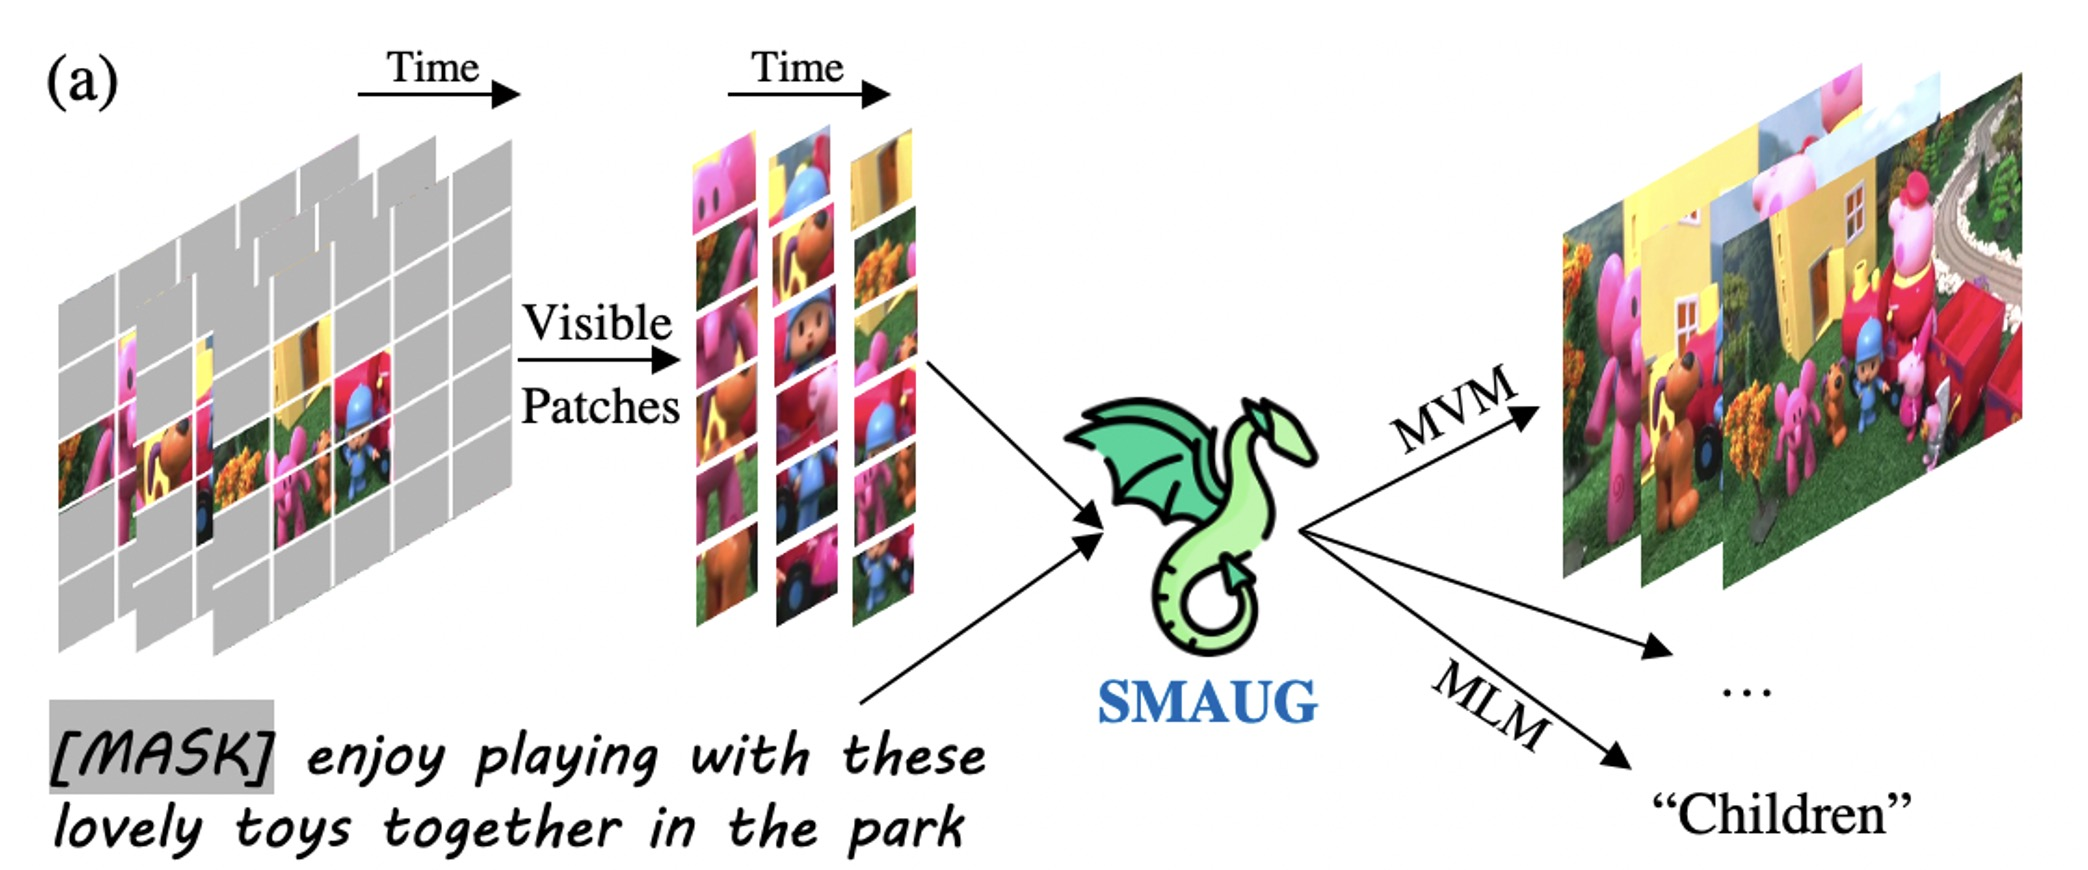 (a)
Time
Time
Visible
Patches
[MASK] enjoy playing with these
lovely toys together in the park
SMAUG
MVM
MLM
...
“Children”